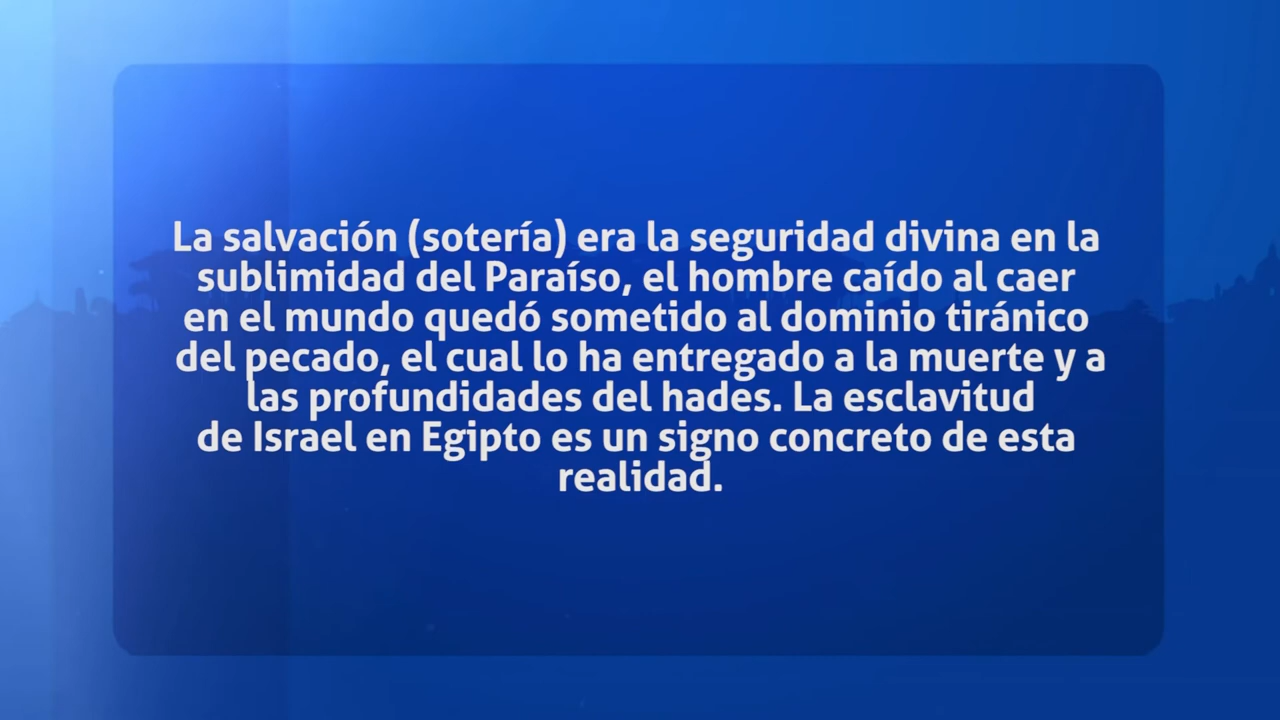 La salvación (sotería) era la seguridad divina en la
sublimidad del Paraíso, el hombre caído al caer
en el mundo quedó sometido al dominio tiránico
del pecado, el cual lo ha entregado a la muerte y a
las profundidades del hades. La esclavitud
de Israel en Egipto es un signo concreto de esta
realidad.